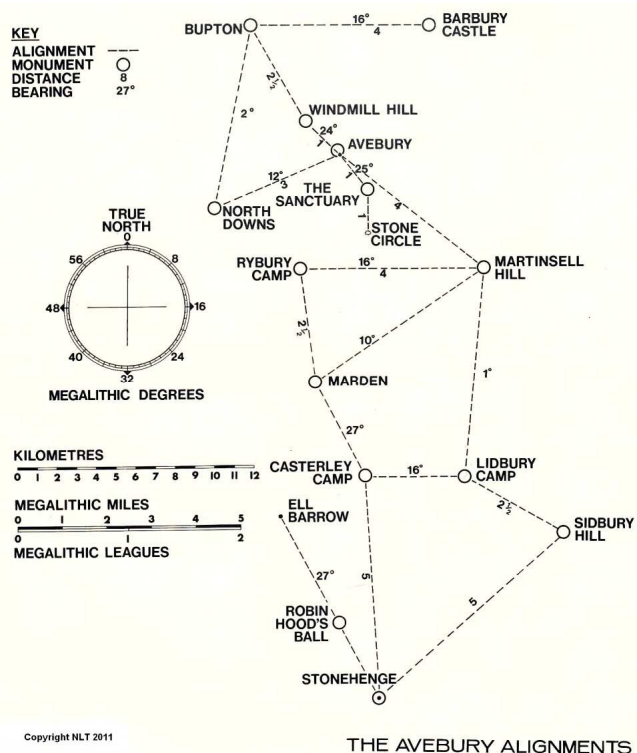 KEY
ALIGNMENT
MONUMENT
DISTANCE 8
BEARING 27°
BUPTON
16°
4
BARBURY
CASTLE
2½
2°
WINDMILL HILL
24°
1
AVEBURY
25°
1
12°
3
THE
SANCTUARY
4
1
NORTH
DOWNS
STONE
CIRCLE
TRUE
NORTH
0
8
16
24
32
40
48
56
MEGALITHIC DEGREES
RYBURY
CAMP
16°
4
MARTINSELL
HILL
2½
10°
1°
MARDEN
27°
CASTERLEY
CAMP
16°
LIDBURY
CAMP
2½
SIDBURY
HILL
KILOMETRES
0 1 2 3 4 5 6 7 8 9 10 11 12
MEGALITHIC MILES
0 1 2 3 4 5
0 1 2
MEGALITHIC LEAGUES
ELL
BARROW
27°
5
5
ROBIN
HOOD'S
BALL
STONEHENGE
Copyright NLT 2011
THE AVEBURY ALIGNMENTS